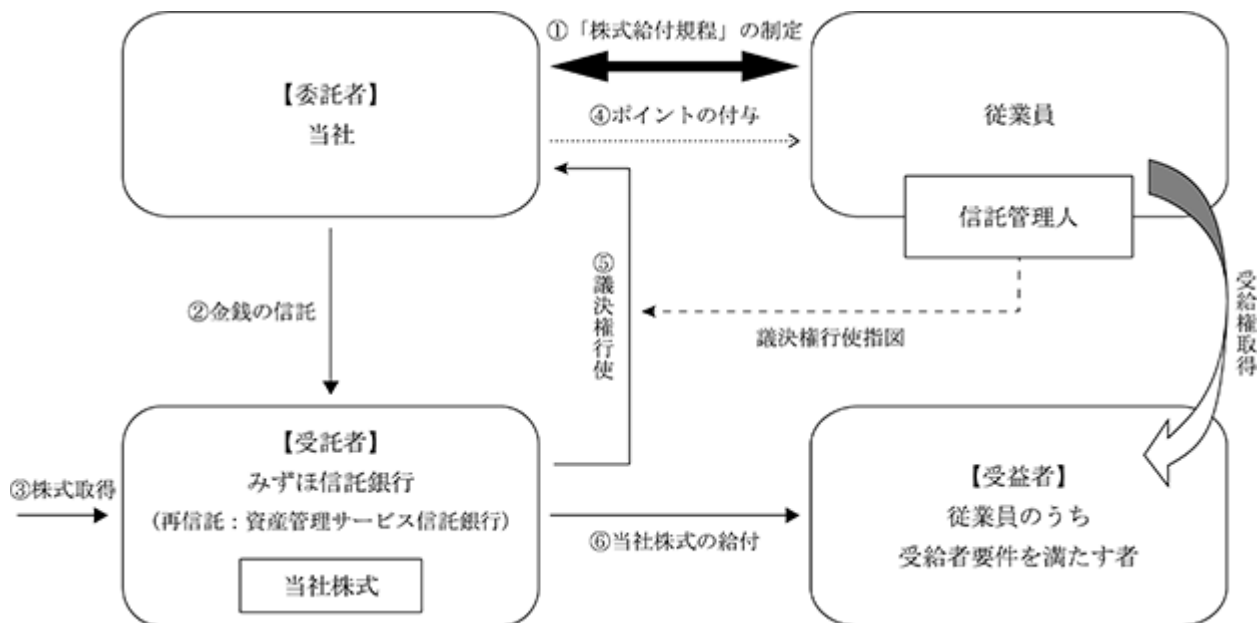 ①「株式給付規程」の制定
【委託者】
当社
④ポイントの付与
従業員
信託管理人
②金銭の信託
⑤議決権行使
議決権行使指図
受給権取得
③株式取得
【受託者】
みずほ信託銀行
(再信託：資産管理サービス信託銀行)
当社株式
⑥当社株式の給付
【受益者】
従業員のうち
受給者要件を満たす者